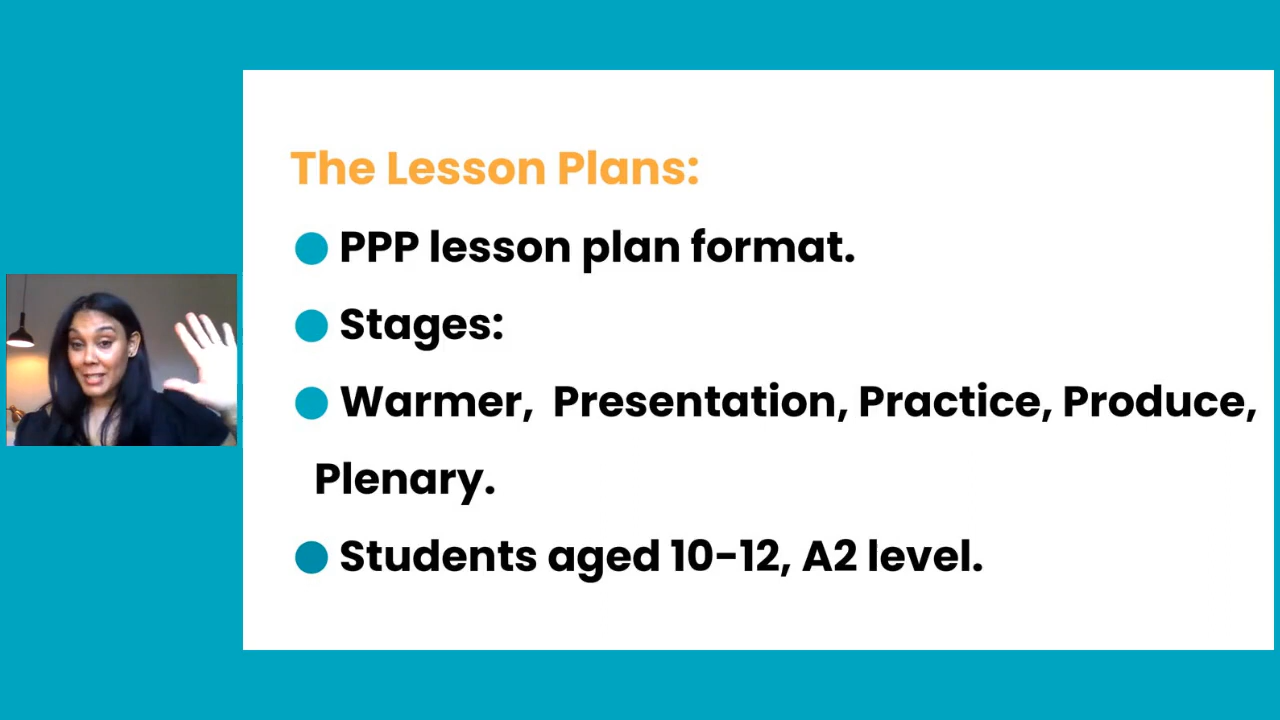 The Lesson Plans:
PPP lesson plan format.
Stages:
Warmer, Presentation, Practice, Produce,
Plenary.
Students aged 10-12, A2 level.